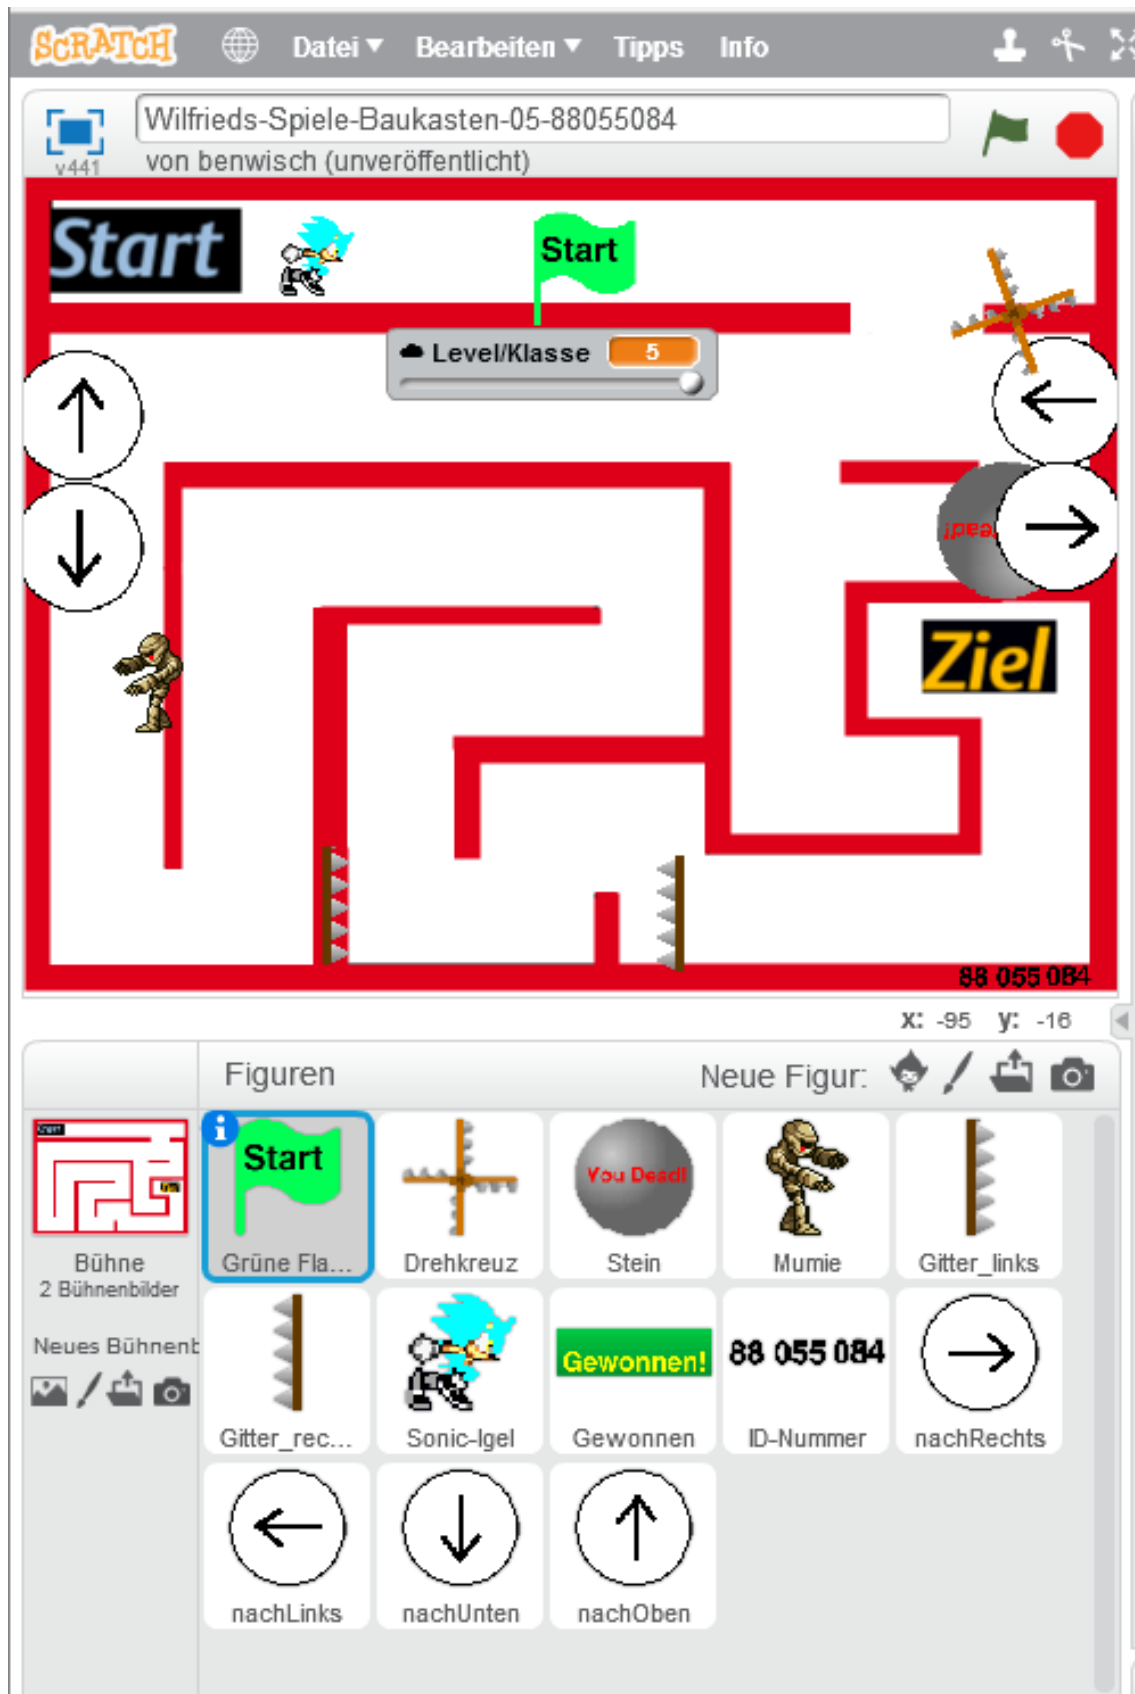 SCRATCH Datei Bearbeiten Tipps Info
Wilfrieds-Spiele-Baukasten-05-88055084
v441 von benwisch (unveröffentlicht)
Start Start
Level/Klasse 5
Ziel
88 055 084
x: -95 y: -16
Figuren Neue Figur:
Start
You Dead!
Bühne
2 Bühnenbilder
Grüne Fla... Drehkreuz Stein Mumie Gitter_links
Neues Bühnenb
Gewonnen! 88 055 084
Gitter_rec... Sonic-Igel Gewonnen ID-Nummer nachRechts
nachLinks nachUnten nachOben